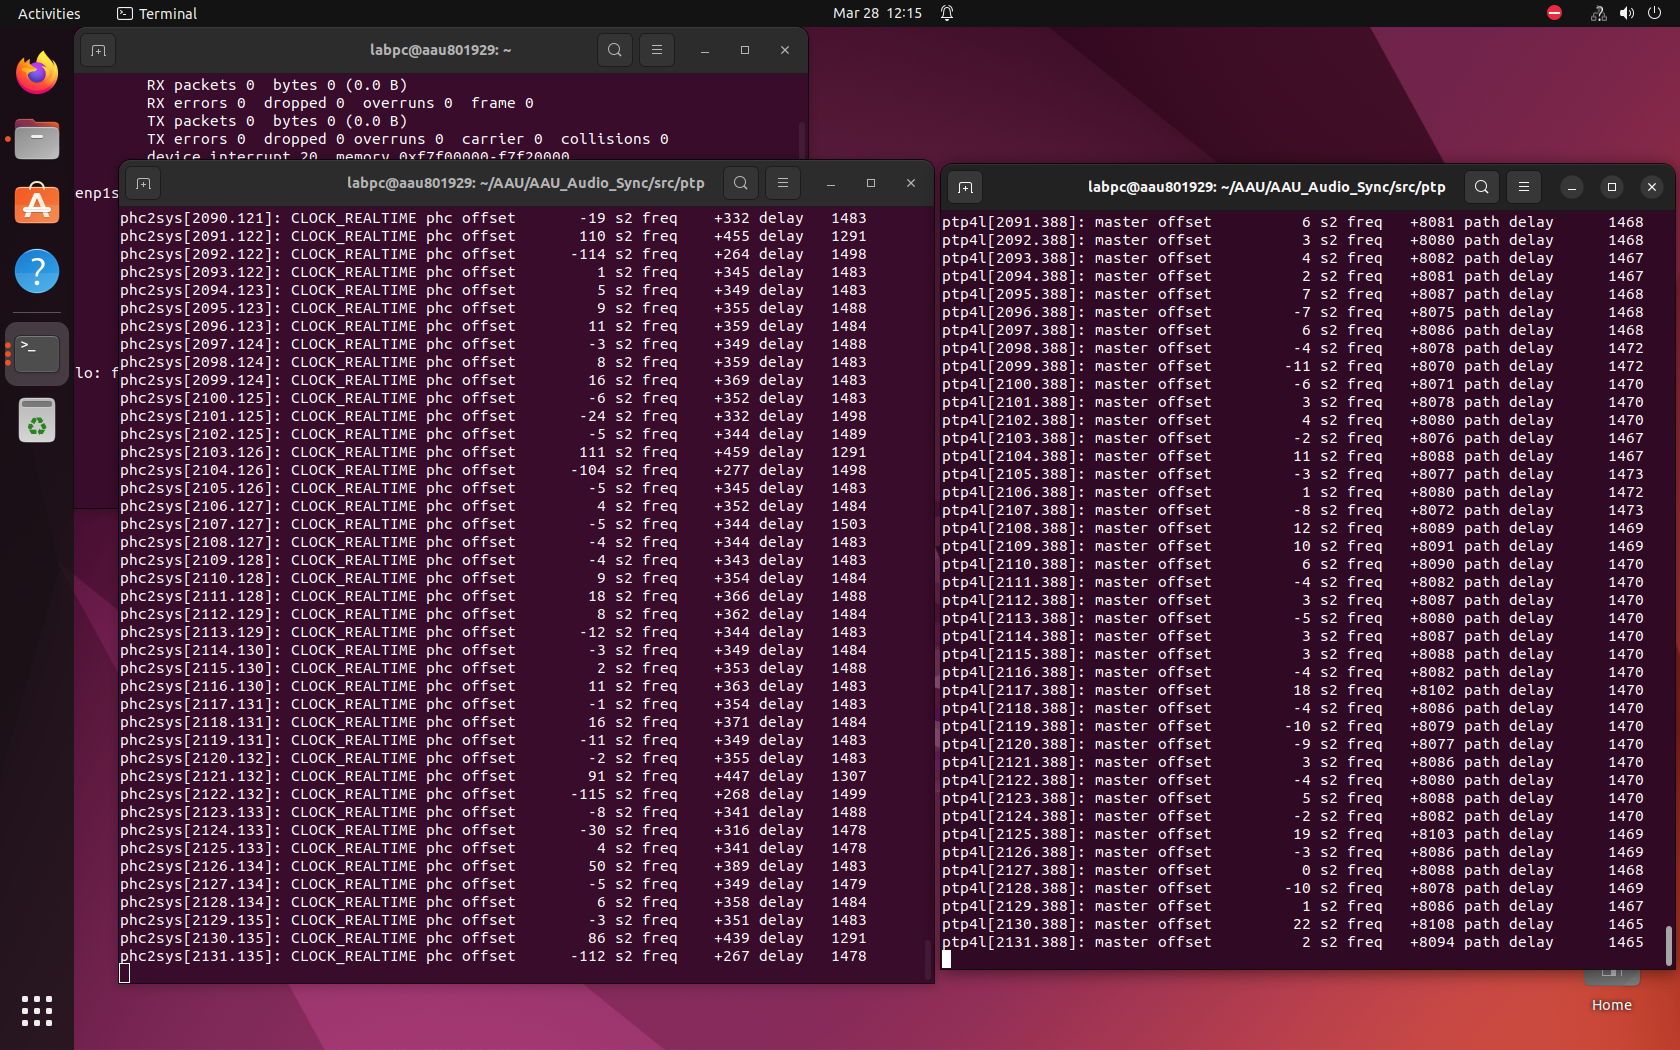 Activities
Terminal
Mar 28  12:15
labpc@aau801929: ~
RX packets 0  bytes 0 (0.0 B)
RX errors 0  dropped 0  overruns 0  frame 0
TX packets 0  bytes 0 (0.0 B)
TX errors 0  dropped 0 overruns 0  carrier 0  collisions 0
device interrupt 20  memory 0xf7f00000-f7f20000
enp1s
lo: f
labpc@aau801929: ~/AAU/AAU_Audio_Sync/src/ptp
phc2sys[2090.121]: CLOCK_REALTIME phc offset       -19 s2 freq    +332 delay   1483
phc2sys[2091.122]: CLOCK_REALTIME phc offset       110 s2 freq    +455 delay   1291
phc2sys[2092.122]: CLOCK_REALTIME phc offset      -114 s2 freq    +264 delay   1498
phc2sys[2093.122]: CLOCK_REALTIME phc offset         1 s2 freq    +345 delay   1483
phc2sys[2094.123]: CLOCK_REALTIME phc offset         5 s2 freq    +349 delay   1483
phc2sys[2095.123]: CLOCK_REALTIME phc offset         9 s2 freq    +355 delay   1488
phc2sys[2096.123]: CLOCK_REALTIME phc offset        11 s2 freq    +359 delay   1484
phc2sys[2097.124]: CLOCK_REALTIME phc offset        -3 s2 freq    +349 delay   1488
phc2sys[2098.124]: CLOCK_REALTIME phc offset         8 s2 freq    +359 delay   1483
phc2sys[2099.124]: CLOCK_REALTIME phc offset        16 s2 freq    +369 delay   1483
phc2sys[2100.125]: CLOCK_REALTIME phc offset        -6 s2 freq    +352 delay   1483
phc2sys[2101.125]: CLOCK_REALTIME phc offset       -24 s2 freq    +332 delay   1498
phc2sys[2102.125]: CLOCK_REALTIME phc offset        -5 s2 freq    +344 delay   1489
phc2sys[2103.126]: CLOCK_REALTIME phc offset       111 s2 freq    +459 delay   1291
phc2sys[2104.126]: CLOCK_REALTIME phc offset      -104 s2 freq    +277 delay   1498
phc2sys[2105.126]: CLOCK_REALTIME phc offset        -5 s2 freq    +345 delay   1483
phc2sys[2106.127]: CLOCK_REALTIME phc offset         4 s2 freq    +352 delay   1484
phc2sys[2107.127]: CLOCK_REALTIME phc offset        -5 s2 freq    +344 delay   1503
phc2sys[2108.127]: CLOCK_REALTIME phc offset        -4 s2 freq    +344 delay   1483
phc2sys[2109.128]: CLOCK_REALTIME phc offset        -4 s2 freq    +343 delay   1483
phc2sys[2110.128]: CLOCK_REALTIME phc offset         9 s2 freq    +354 delay   1484
phc2sys[2111.128]: CLOCK_REALTIME phc offset        18 s2 freq    +366 delay   1488
phc2sys[2112.129]: CLOCK_REALTIME phc offset         8 s2 freq    +362 delay   1484
phc2sys[2113.129]: CLOCK_REALTIME phc offset       -12 s2 freq    +344 delay   1483
phc2sys[2114.130]: CLOCK_REALTIME phc offset        -3 s2 freq    +349 delay   1484
phc2sys[2115.130]: CLOCK_REALTIME phc offset         2 s2 freq    +353 delay   1488
phc2sys[2116.130]: CLOCK_REALTIME phc offset        11 s2 freq    +363 delay   1483
phc2sys[2117.131]: CLOCK_REALTIME phc offset        -1 s2 freq    +354 delay   1483
phc2sys[2118.131]: CLOCK_REALTIME phc offset        16 s2 freq    +371 delay   1484
phc2sys[2119.131]: CLOCK_REALTIME phc offset       -11 s2 freq    +349 delay   1483
phc2sys[2120.132]: CLOCK_REALTIME phc offset        -2 s2 freq    +355 delay   1483
phc2sys[2121.132]: CLOCK_REALTIME phc offset        91 s2 freq    +447 delay   1307
phc2sys[2122.132]: CLOCK_REALTIME phc offset      -115 s2 freq    +268 delay   1499
phc2sys[2123.133]: CLOCK_REALTIME phc offset        -8 s2 freq    +341 delay   1488
phc2sys[2124.133]: CLOCK_REALTIME phc offset       -30 s2 freq    +316 delay   1478
phc2sys[2125.133]: CLOCK_REALTIME phc offset         4 s2 freq    +341 delay   1478
phc2sys[2126.134]: CLOCK_REALTIME phc offset        50 s2 freq    +389 delay   1483
phc2sys[2127.134]: CLOCK_REALTIME phc offset        -5 s2 freq    +349 delay   1479
phc2sys[2128.134]: CLOCK_REALTIME phc offset         6 s2 freq    +358 delay   1484
phc2sys[2129.135]: CLOCK_REALTIME phc offset        -3 s2 freq    +351 delay   1483
phc2sys[2130.135]: CLOCK_REALTIME phc offset        86 s2 freq    +439 delay   1291
phc2sys[2131.135]: CLOCK_REALTIME phc offset      -112 s2 freq    +267 delay   1478
labpc@aau801929: ~/AAU/AAU_Audio_Sync/src/ptp
ptp4l[2091.388]: master offset          6 s2 freq   +8081 path delay      1468
ptp4l[2092.388]: master offset          3 s2 freq   +8080 path delay      1468
ptp4l[2093.388]: master offset          4 s2 freq   +8082 path delay      1467
ptp4l[2094.388]: master offset          2 s2 freq   +8081 path delay      1467
ptp4l[2095.388]: master offset          7 s2 freq   +8087 path delay      1468
ptp4l[2096.388]: master offset         -7 s2 freq   +8075 path delay      1468
ptp4l[2097.388]: master offset          6 s2 freq   +8086 path delay      1468
ptp4l[2098.388]: master offset         -4 s2 freq   +8078 path delay      1472
ptp4l[2099.388]: master offset        -11 s2 freq   +8070 path delay      1472
ptp4l[2100.388]: master offset         -6 s2 freq   +8071 path delay      1470
ptp4l[2101.388]: master offset          3 s2 freq   +8078 path delay      1470
ptp4l[2102.388]: master offset          4 s2 freq   +8080 path delay      1470
ptp4l[2103.388]: master offset         -2 s2 freq   +8076 path delay      1467
ptp4l[2104.388]: master offset         11 s2 freq   +8088 path delay      1467
ptp4l[2105.388]: master offset         -3 s2 freq   +8077 path delay      1473
ptp4l[2106.388]: master offset          1 s2 freq   +8080 path delay      1472
ptp4l[2107.388]: master offset         -8 s2 freq   +8072 path delay      1473
ptp4l[2108.388]: master offset         12 s2 freq   +8089 path delay      1469
ptp4l[2109.388]: master offset         10 s2 freq   +8091 path delay      1469
ptp4l[2110.388]: master offset          6 s2 freq   +8090 path delay      1470
ptp4l[2111.388]: master offset         -4 s2 freq   +8082 path delay      1470
ptp4l[2112.388]: master offset          3 s2 freq   +8087 path delay      1470
ptp4l[2113.388]: master offset         -5 s2 freq   +8080 path delay      1470
ptp4l[2114.388]: master offset          3 s2 freq   +8087 path delay      1470
ptp4l[2115.388]: master offset          3 s2 freq   +8088 path delay      1470
ptp4l[2116.388]: master offset         -4 s2 freq   +8082 path delay      1470
ptp4l[2117.388]: master offset         18 s2 freq   +8102 path delay      1470
ptp4l[2118.388]: master offset         -4 s2 freq   +8086 path delay      1470
ptp4l[2119.388]: master offset        -10 s2 freq   +8079 path delay      1470
ptp4l[2120.388]: master offset         -9 s2 freq   +8077 path delay      1470
ptp4l[2121.388]: master offset          3 s2 freq   +8086 path delay      1470
ptp4l[2122.388]: master offset         -4 s2 freq   +8080 path delay      1470
ptp4l[2123.388]: master offset          5 s2 freq   +8088 path delay      1470
ptp4l[2124.388]: master offset         -2 s2 freq   +8082 path delay      1470
ptp4l[2125.388]: master offset         19 s2 freq   +8103 path delay      1469
ptp4l[2126.388]: master offset         -3 s2 freq   +8086 path delay      1469
ptp4l[2127.388]: master offset          0 s2 freq   +8088 path delay      1468
ptp4l[2128.388]: master offset        -10 s2 freq   +8078 path delay      1469
ptp4l[2129.388]: master offset          1 s2 freq   +8086 path delay      1467
ptp4l[2130.388]: master offset         22 s2 freq   +8108 path delay      1465
ptp4l[2131.388]: master offset          2 s2 freq   +8094 path delay      1465
Home